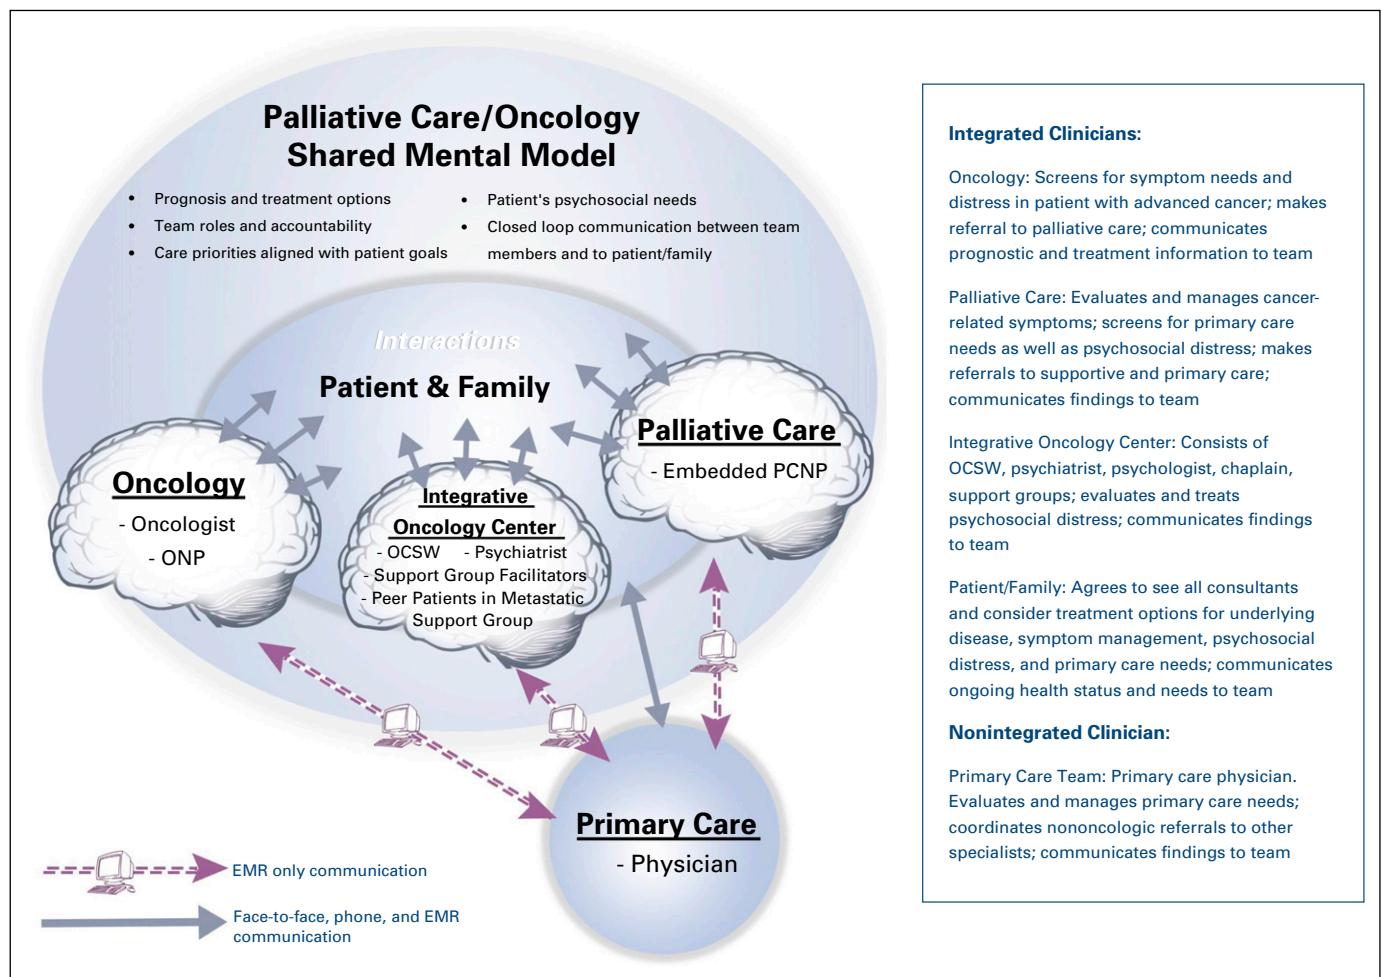 Palliative Care/Oncology
Shared Mental Model
• Prognosis and treatment options
• Team roles and accountability
• Care priorities aligned with patient goals
• Patient's psychosocial needs
• Closed loop communication between team
members and to patient/family
Interactions
Patient & Family
Oncology
- Oncologist
- ONP
Integrative
Oncology Center
- OCSW - Psychiatrist
- Support Group Facilitators
- Peer Patients in Metastatic
Support Group
Palliative Care
- Embedded PCNP
Primary Care
- Physician
EMR only communication
Face-to-face, phone, and EMR
communication
Integrated Clinicians:
Oncology: Screens for symptom needs and
distress in patient with advanced cancer; makes
referral to palliative care; communicates
prognostic and treatment information to team
Palliative Care: Evaluates and manages cancer-
related symptoms; screens for primary care
needs as well as psychosocial distress; makes
referrals to supportive and primary care;
communicates findings to team
Integrative Oncology Center: Consists of
OCSW, psychiatrist, psychologist, chaplain,
support groups; evaluates and treats
psychosocial distress; communicates findings
to team
Patient/Family: Agrees to see all consultants
and consider treatment options for underlying
disease, symptom management, psychosocial
distress, and primary care needs; communicates
ongoing health status and needs to team
Nonintegrated Clinician:
Primary Care Team: Primary care physician.
Evaluates and manages primary care needs;
coordinates nononcologic referrals to other
specialists; communicates findings to team